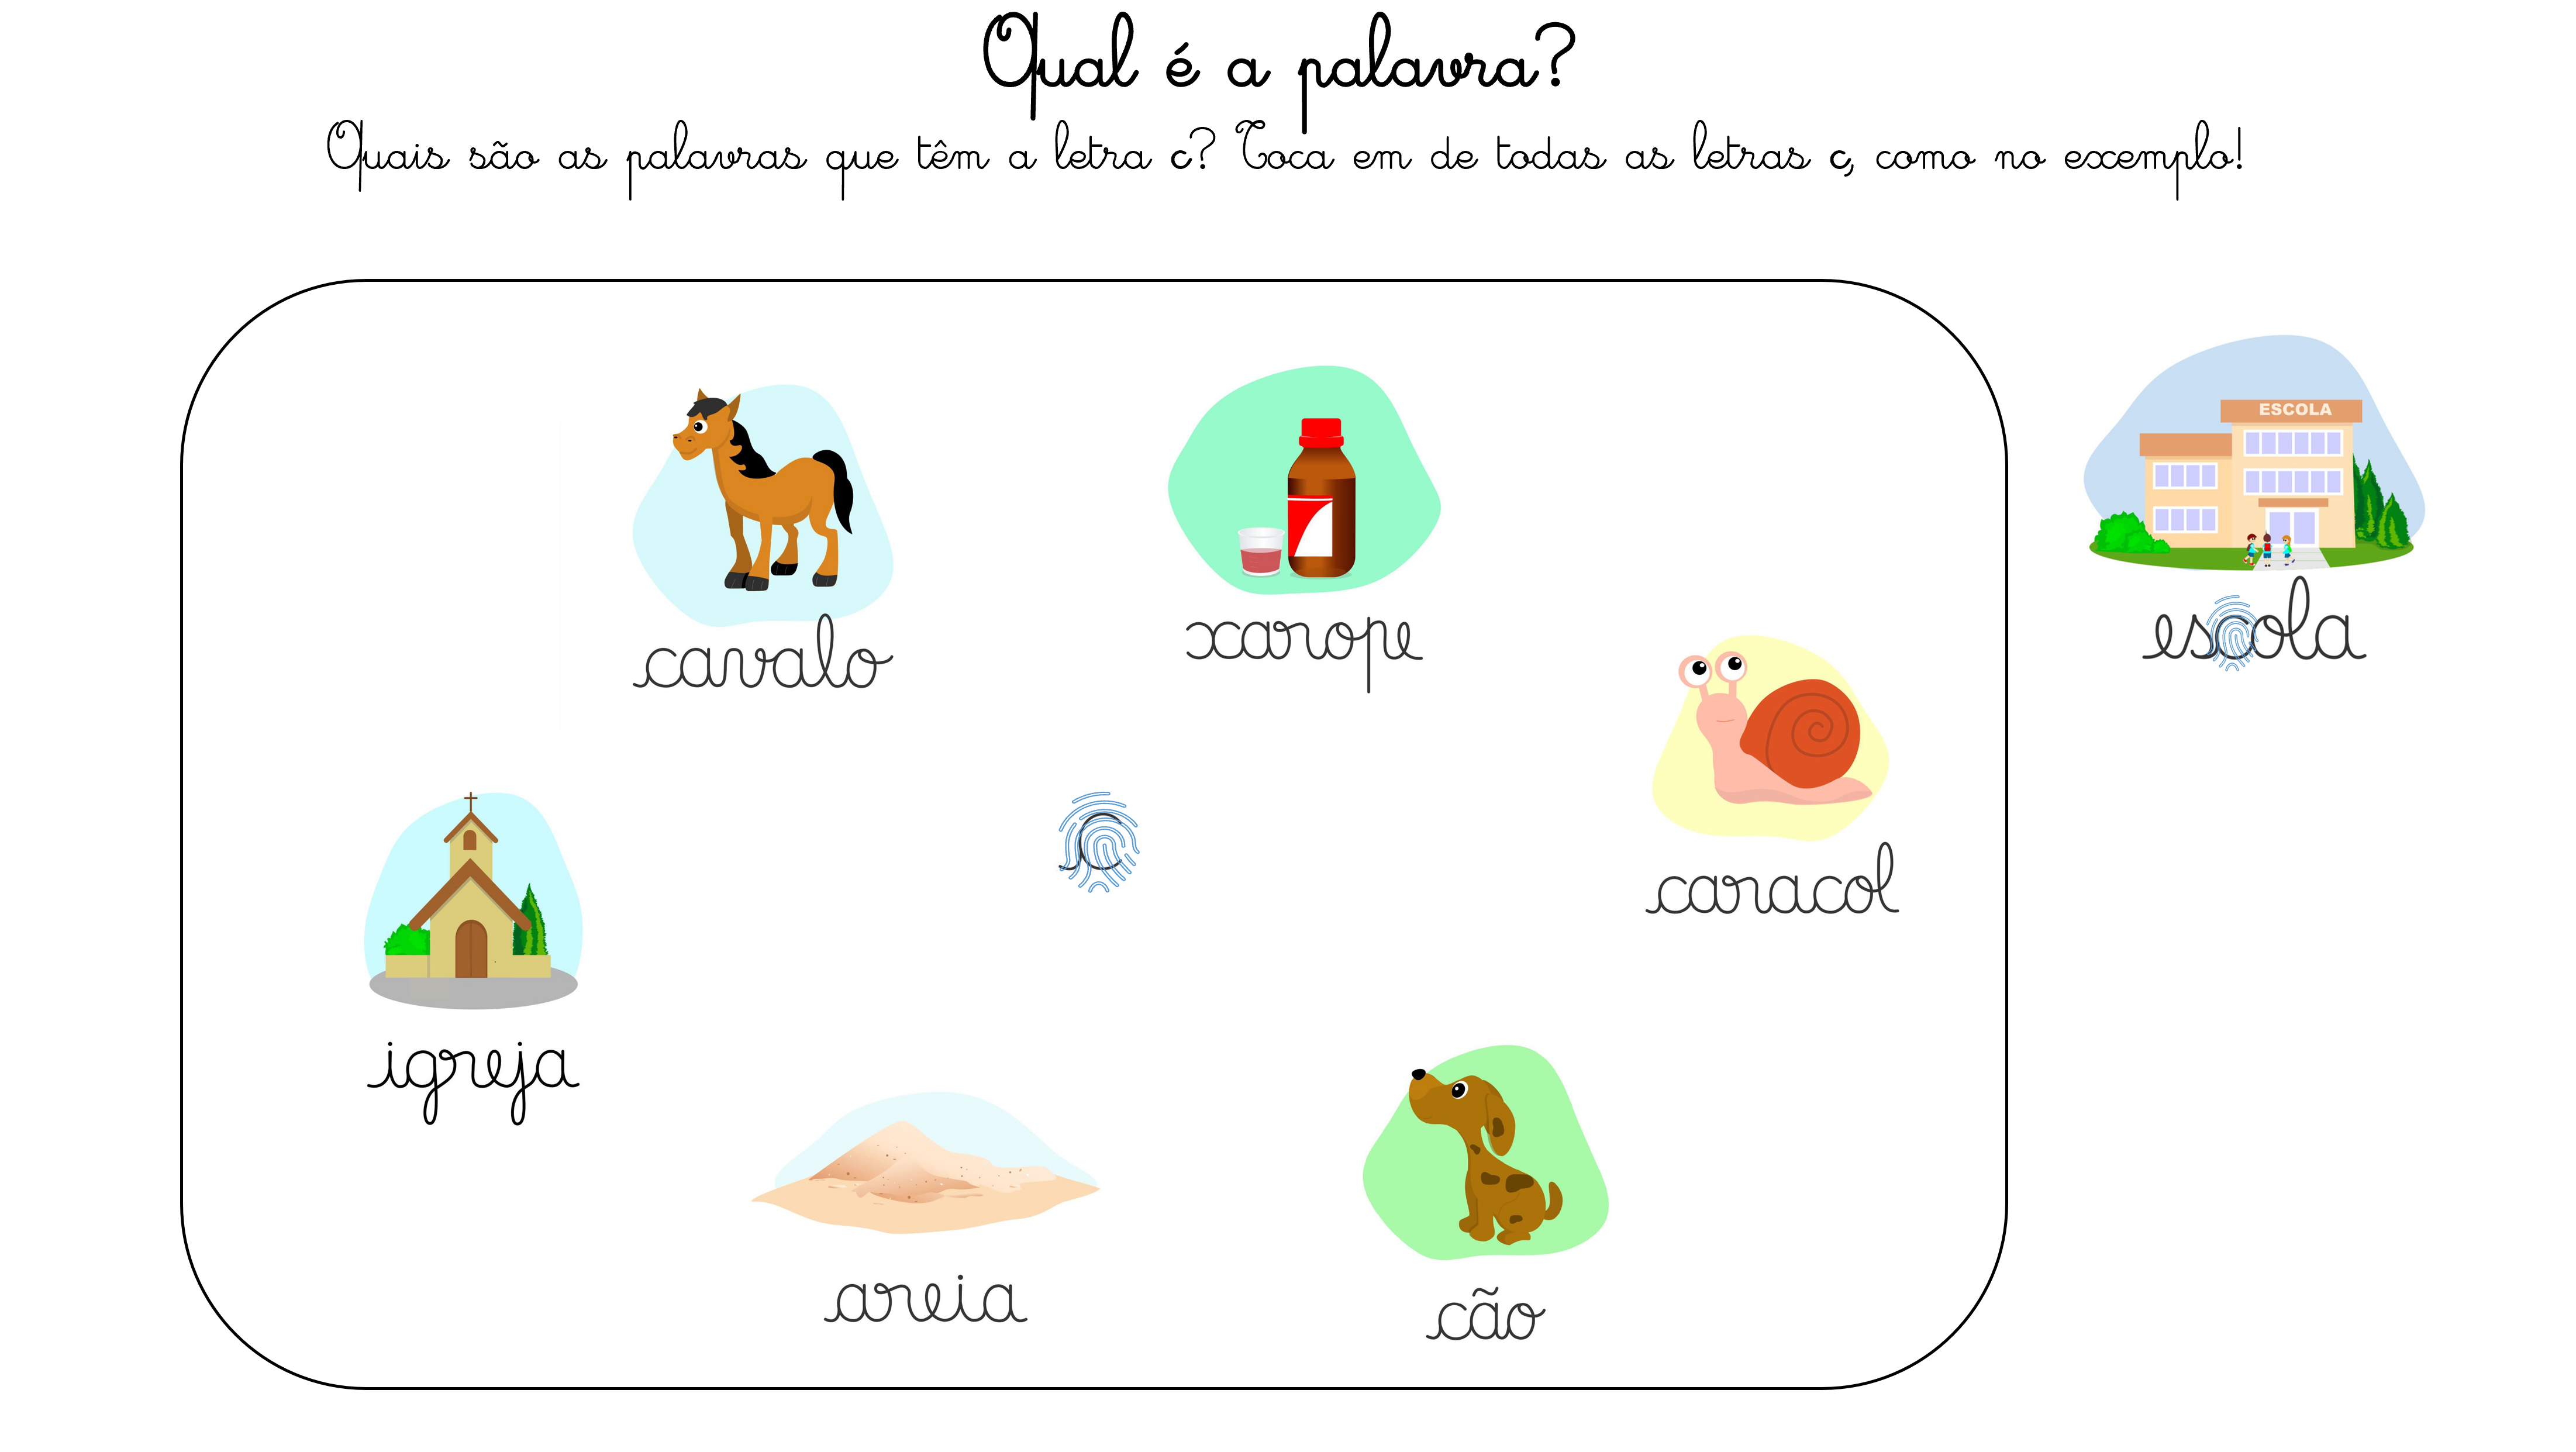 Qual é a palavra?
Quais são as palavras que têm a letra c? Toca em de todas as letras c, como no exemplo!
ESCOLA
cavalo
xarope
escola
c
caracol
igreja
areia
cão